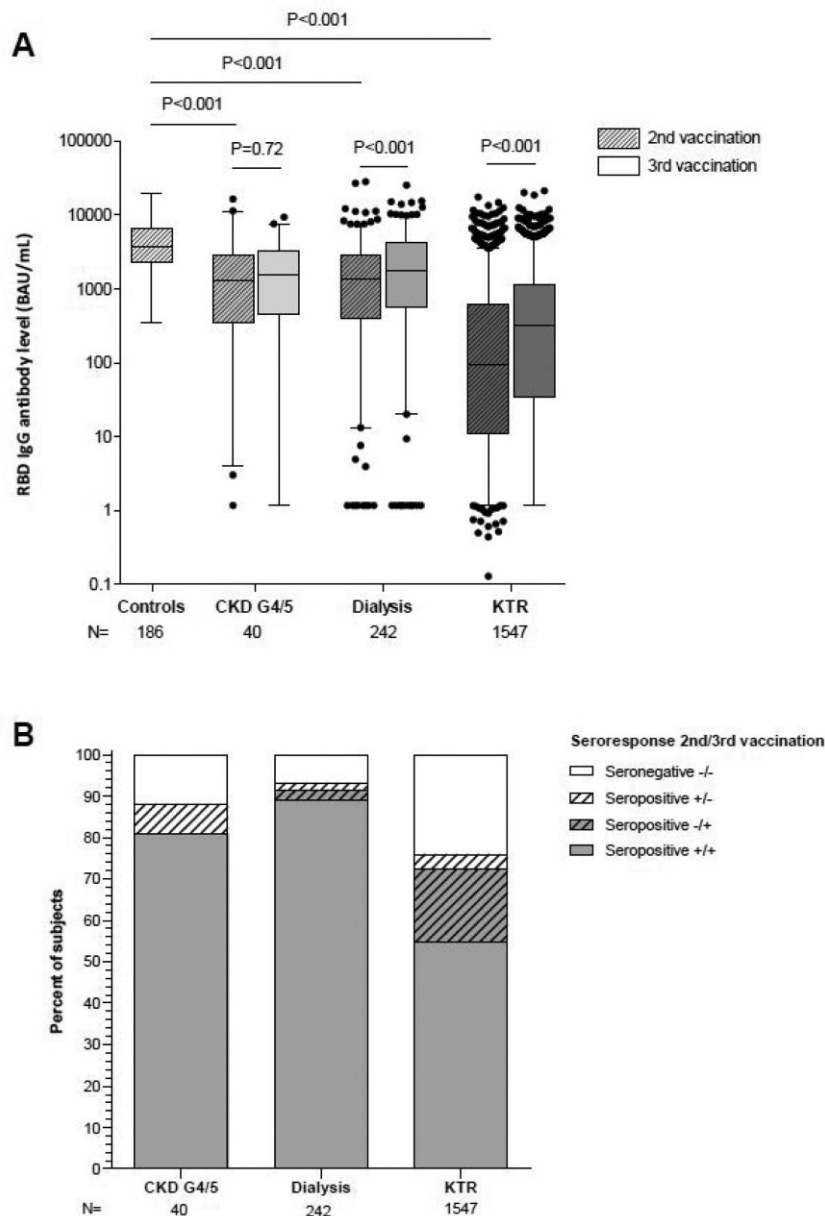 A
P<0.001
P<0.001
P<0.001
P=0.72
P<0.001
P<0.001
2nd vaccination
3rd vaccination
RBD IgG antibody level (BAU/mL)
100000
10000
1000
100
10
1
0.1
Controls CKD G4/5 Dialysis KTR
N= 186 40 242 1547
B
Seroresponse 2nd/3rd vaccination
Seronegative -/-
Seropositive +/-
Seropositive -/+
Seropositive +/+
Percent of subjects
100
90
80
70
60
50
40
30
20
10
0
CKD G4/5 Dialysis KTR
N= 40 242 1547